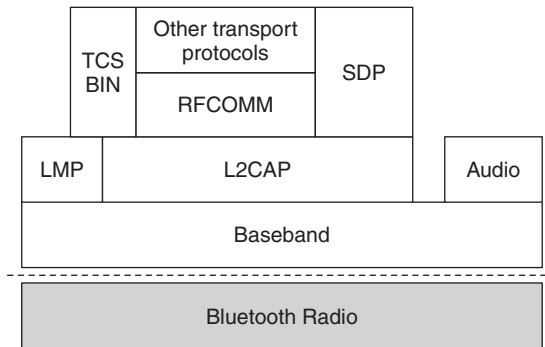 TCS
BIN
Other transport
protocols
SDP
RFCOMM
LMP
L2CAP
Audio
Baseband
Bluetooth Radio